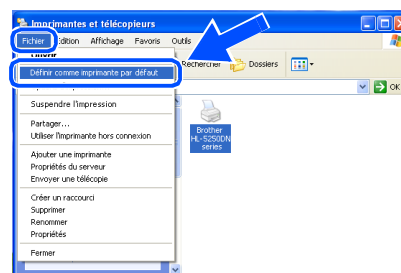 Imprimantes et télécopieurs
Fichier Edition Affichage Favoris Outils
Ouvrir
Rechercher Dossiers
Définir comme imprimante par défaut
OK
Suspendre l'impression
Partager...
Utiliser l'imprimante hors connexion
Brother
HL-5250DN
series
Ajouter une imprimante
Propriétés du serveur
Envoyer une télécopie
Créer un raccourci
Supprimer
Renommer
Propriétés
Fermer